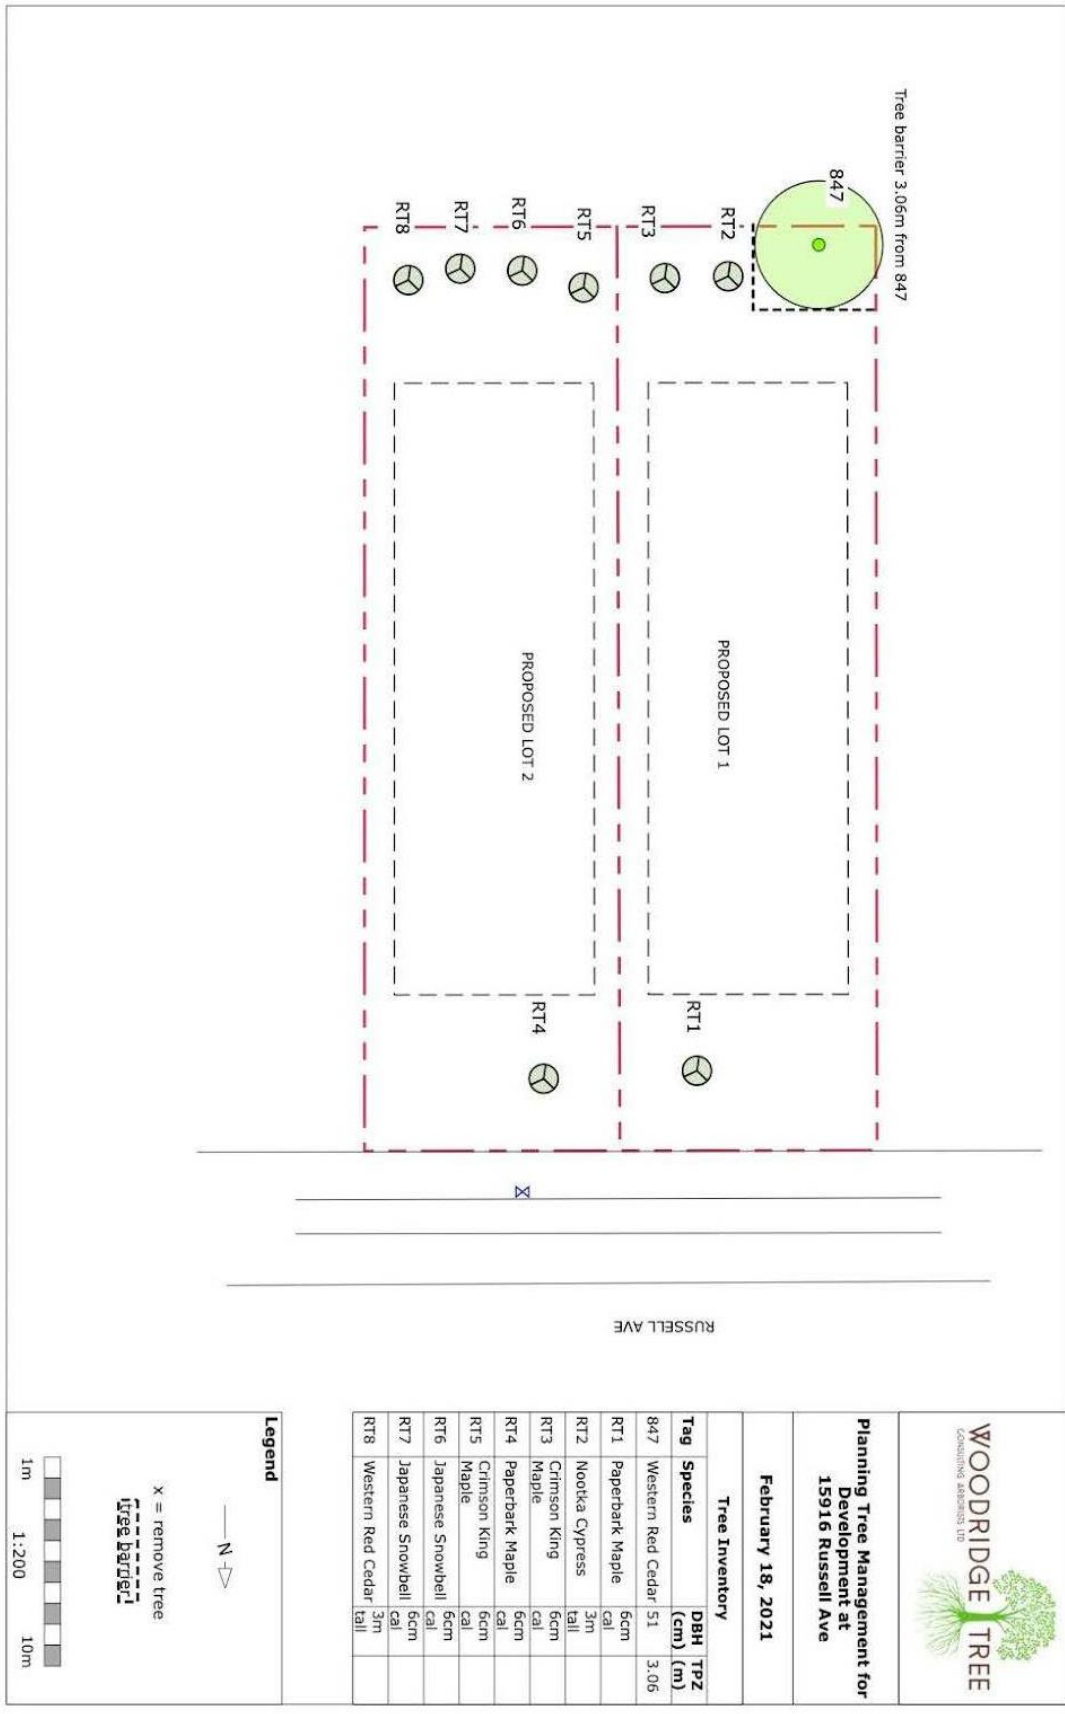 Tree barrier 3.06m from 847
847
RT2
RT3
RT5
RT6
RT7
RT8
PROPOSED LOT 1
PROPOSED LOT 2
RT1
RT4
RUSSELL AVE
WOODRIDGE TREE
CONSULTING ARBORISTS LTD
Planning Tree Management for
Development at
15916 Russell Ave
February 18, 2021
Tree Inventory
Tag Species DBH (cm) TPZ (m)
847 Western Red Cedar 51 3.06
RT1 Paperbark Maple 6cm cal
RT2 Nootka Cypress 3m tall
RT3 Crimson King Maple 6cm cal
RT4 Paperbark Maple 6cm cal
RT5 Crimson King Maple 6cm cal
RT6 Japanese Snowbell 6cm cal
RT7 Japanese Snowbell 6cm cal
RT8 Western Red Cedar 3m tall
Legend
N
x = remove tree
tree barrier
1m 1:200 10m